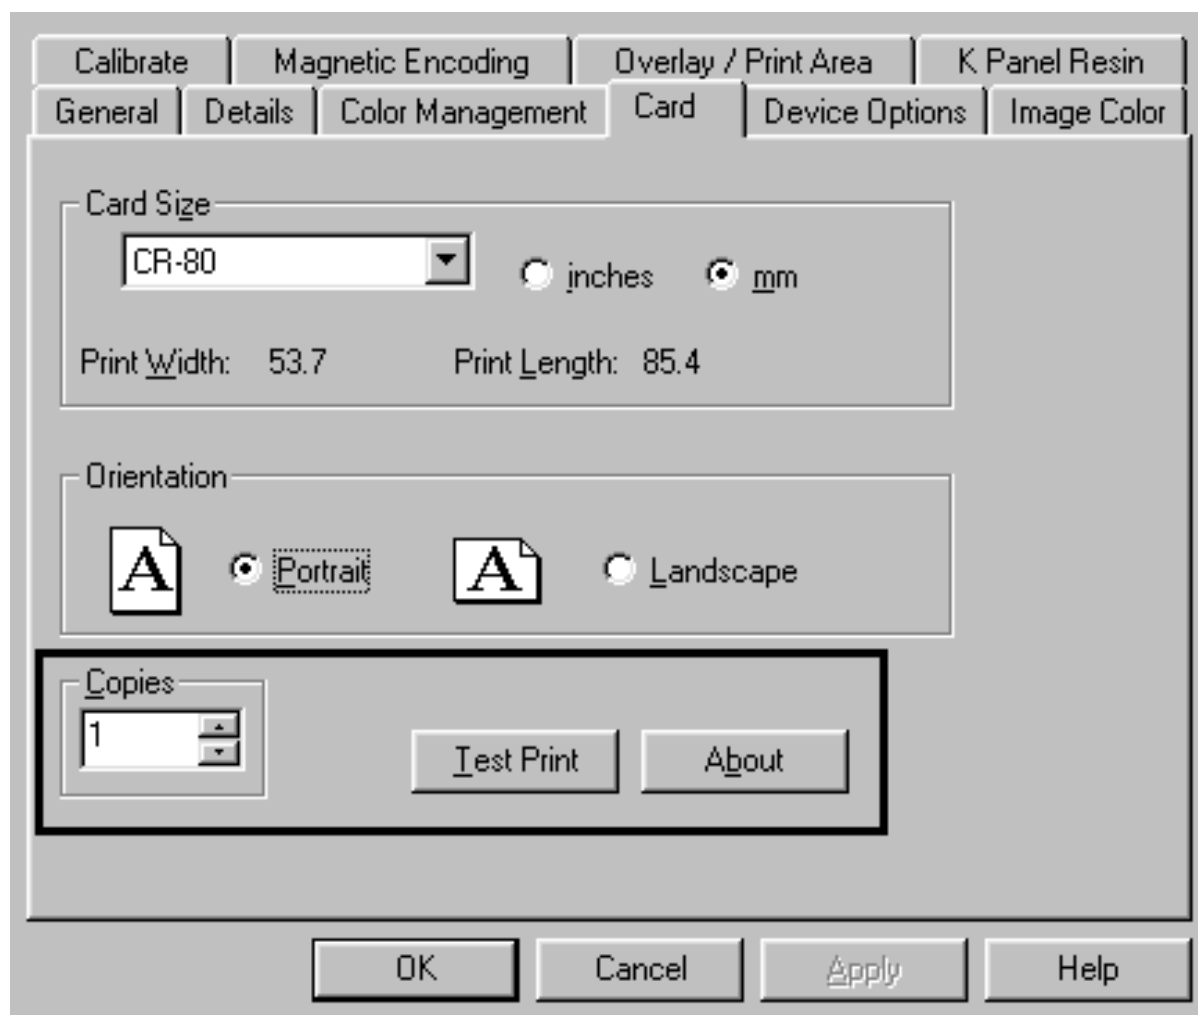 Calibrate Magnetic Encoding Overlay / Print Area K Panel Resin
General Details Color Management Card Device Options Image Color
Card Size
CR-80 inches mm
Print Width: 53.7 Print Length: 85.4
Orientation
A Portrait A Landscape
Copies
1
Test Print About
OK Cancel Apply Help